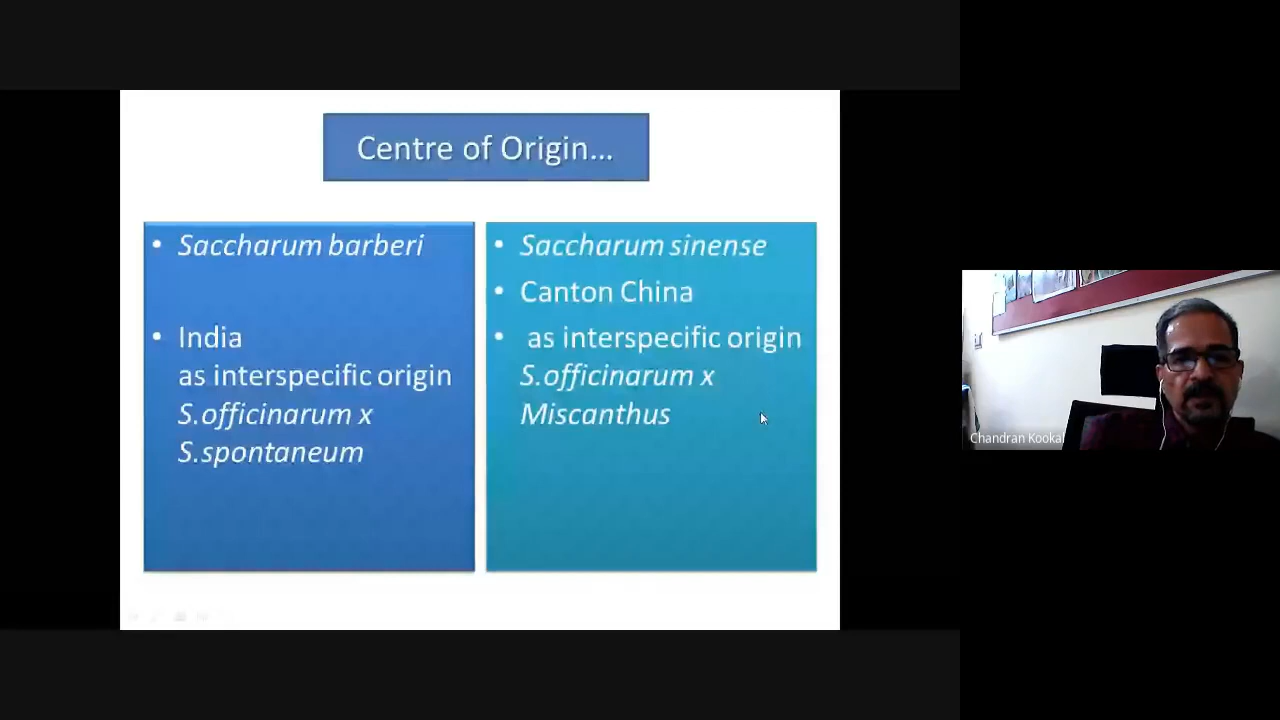 Centre of Origin...
• Saccharum barberi
• India
as interspecific origin
S.officinarum x
S.spontaneum
• Saccharum sinense
• Canton China
• as interspecific origin
S.officinarum x
Miscanthus
Chandran Kookal